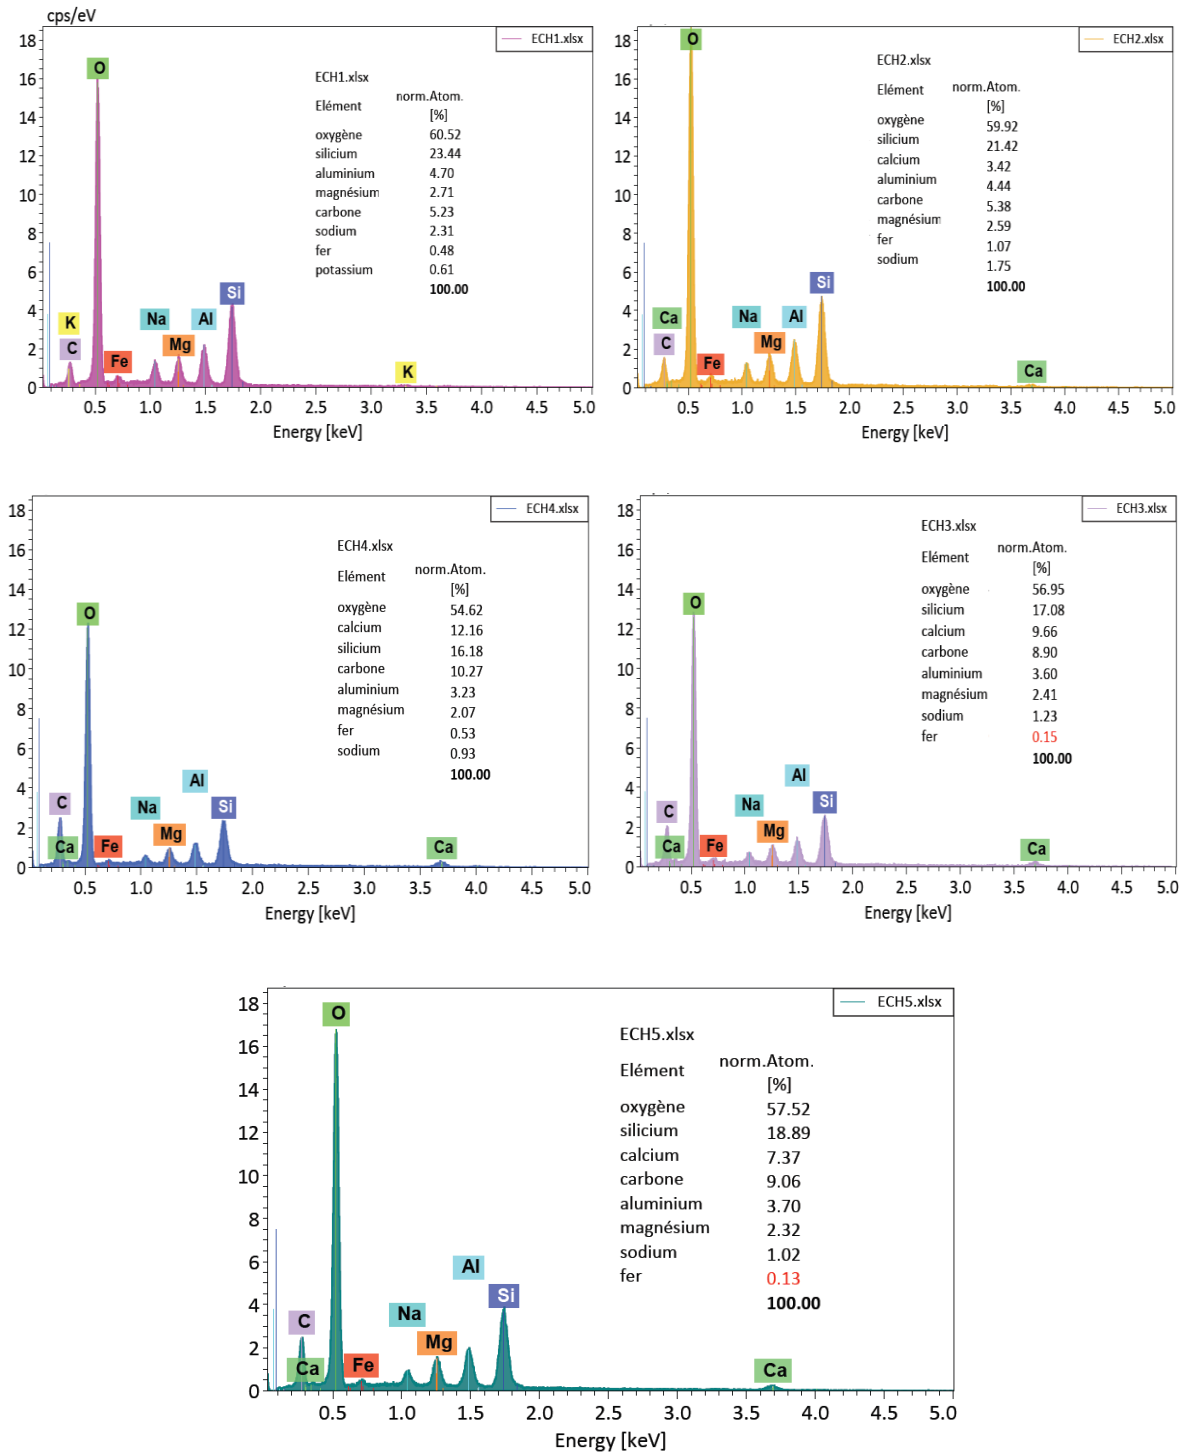 cps/eV
ECH1.xlsx
18
16
14
12
10
8
6
4
2
0
O
K
C
Fe
Na
Mg
Al
Si
K
ECH1.xlsx
Elément norm.Atom.
[%]
oxygène 60.52
silicium 23.44
aluminium 4.70
magnésium 2.71
carbone 5.23
sodium 2.31
fer 0.48
potassium 0.61
100.00
0.5 1.0 1.5 2.0 2.5 3.0 3.5 4.0 4.5 5.0
Energy [keV]
ECH2.xlsx
18
16
14
12
10
8
6
4
2
0
O
Ca
C
Fe
Na
Mg
Al
Si
Ca
ECH2.xlsx
Elément norm.Atom.
[%]
oxygène 59.92
silicium 21.42
calcium 3.42
aluminium 4.44
carbone 5.38
magnésium 2.59
fer 1.07
sodium 1.75
100.00
0.5 1.0 1.5 2.0 2.5 3.0 3.5 4.0 4.5 5.0
Energy [keV]
ECH4.xlsx
18
16
14
12
10
8
6
4
2
0
O
C
Ca
Fe
Na
Mg
Al
Si
Ca
ECH4.xlsx
Elément norm.Atom.
[%]
oxygène 54.62
calcium 12.16
silicium 16.18
carbone 10.27
aluminium 3.23
magnésium 2.07
fer 0.53
sodium 0.93
100.00
0.5 1.0 1.5 2.0 2.5 3.0 3.5 4.0 4.5 5.0
Energy [keV]
ECH3.xlsx
18
16
14
12
10
8
6
4
2
0
O
C
Ca
Fe
Na
Mg
Al
Si
Ca
ECH3.xlsx
Elément norm.Atom.
[%]
oxygène 56.95
silicium 17.08
calcium 9.66
carbone 8.90
aluminium 3.60
magnésium 2.41
sodium 1.23
fer 0.15
100.00
0.5 1.0 1.5 2.0 2.5 3.0 3.5 4.0 4.5 5.0
Energy [keV]
ECH5.xlsx
18
16
14
12
10
8
6
4
2
0
O
C
Ca
Fe
Na
Mg
Al
Si
Ca
ECH5.xlsx
Elément norm.Atom.
[%]
oxygène 57.52
silicium 18.89
calcium 7.37
carbone 9.06
aluminium 3.70
magnésium 2.32
sodium 1.02
fer 0.13
100.00
0.5 1.0 1.5 2.0 2.5 3.0 3.5 4.0 4.5 5.0
Energy [keV]